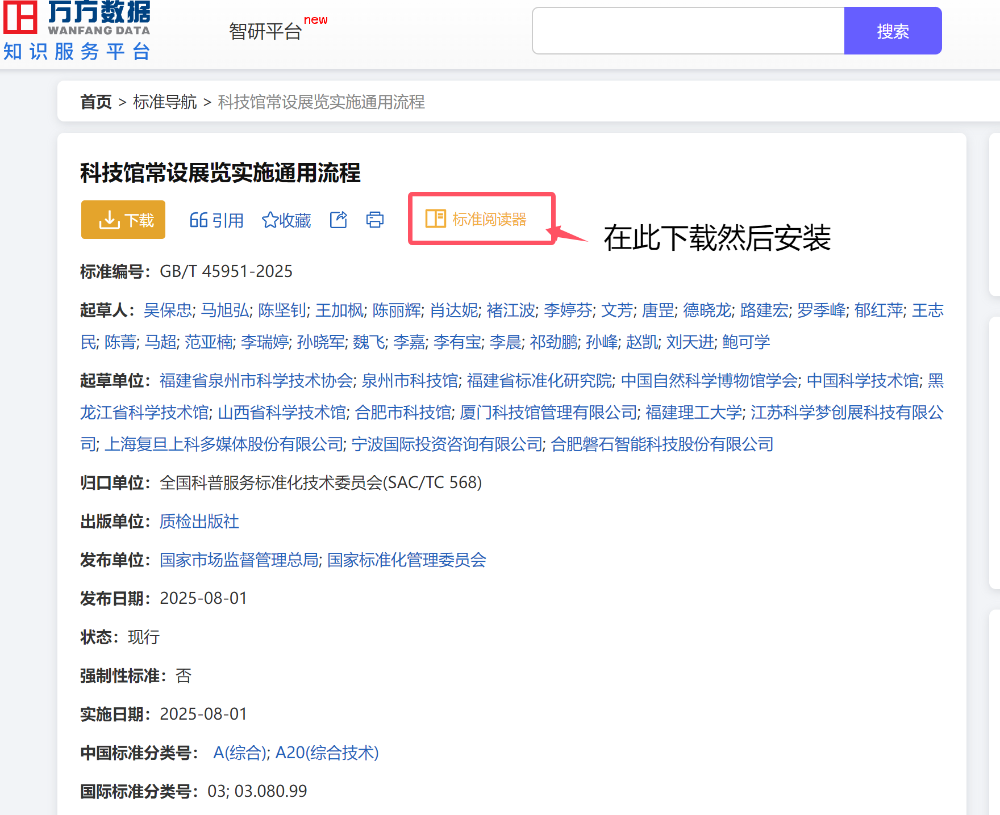 万方数据
WANFANG DATA
知识服务平台
智研平台 new
搜索
首页 > 标准导航 > 科技馆常设展览实施通用流程
科技馆常设展览实施通用流程
下载 引用 收藏 标准阅读器
在此下载然后安装
标准编号：GB/T 45951-2025
起草人：吴保忠; 马旭弘; 陈坚钊; 王加枫; 陈丽辉; 肖达妮; 褚江波; 李婷芬; 文芳; 唐罡; 德晓龙; 路建宏; 罗季峰; 郁红萍; 王志
民; 陈菁; 马超; 范亚楠; 李瑞婷; 孙晓军; 魏飞; 李嘉; 李有宝; 李晨; 祁劲鹏; 孙峰; 赵凯; 刘天进; 鲍可学
起草单位：福建省泉州市科学技术协会; 泉州市科技馆; 福建省标准化研究院; 中国自然科学博物馆学会; 中国科学技术馆; 黑
龙江省科学技术馆; 山西省科学技术馆; 合肥市科技馆; 厦门科技馆管理有限公司; 福建理工大学; 江苏科学梦创展科技有限公
司; 上海复旦上科多媒体股份有限公司; 宁波国际投资咨询有限公司; 合肥磐石智能科技股份有限公司
归口单位：全国科普服务标准化技术委员会(SAC/TC 568)
出版单位：质检出版社
发布单位：国家市场监督管理总局; 国家标准化管理委员会
发布日期：2025-08-01
状态：现行
强制性标准：否
实施日期：2025-08-01
中国标准分类号： A(综合); A20(综合技术)
国际标准分类号：03; 03.080.99